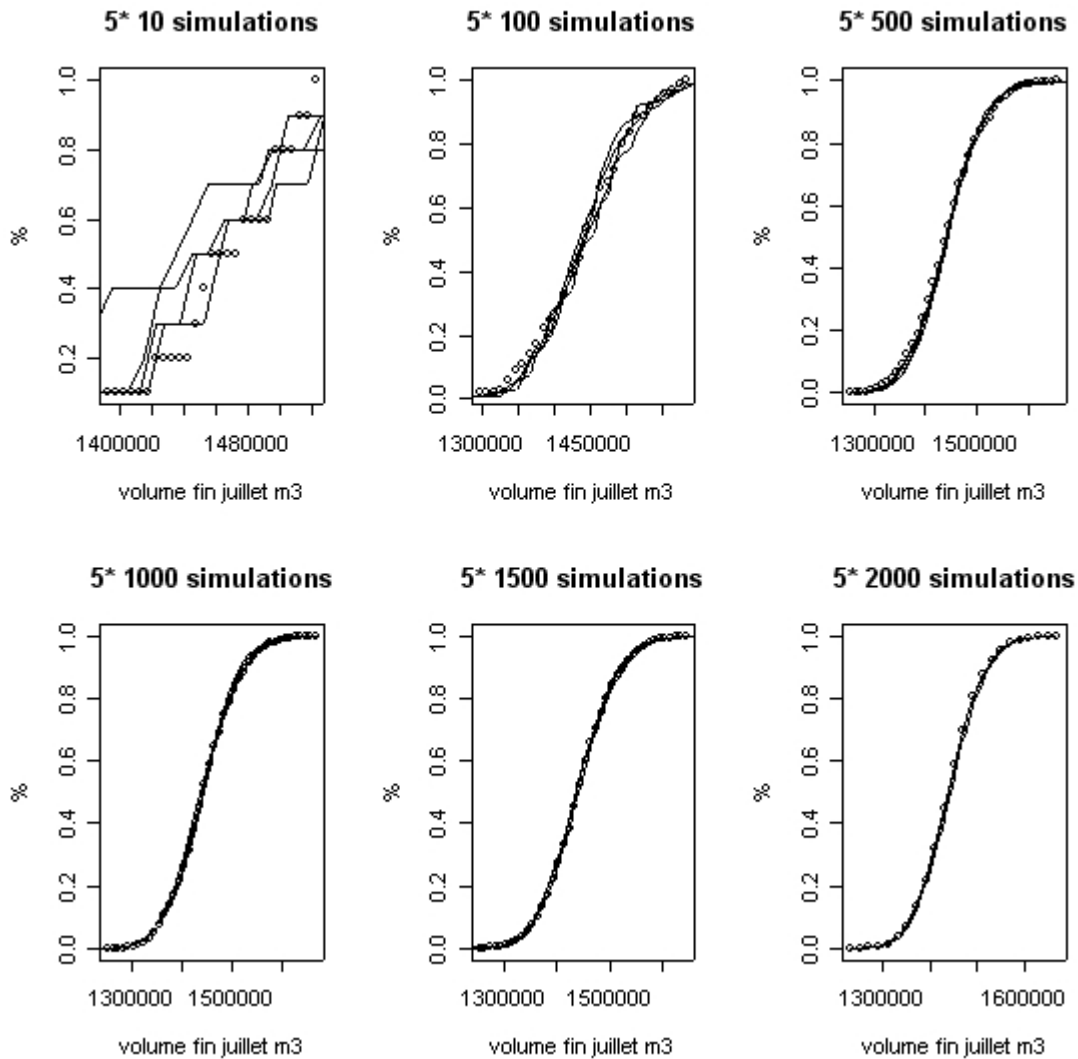 5* 10 simulations
%
0.2 0.4 0.6 0.8 1.0
1400000 1480000
volume fin juillet m3
5* 100 simulations
%
0.0 0.2 0.4 0.6 0.8 1.0
1300000 1450000
volume fin juillet m3
5* 500 simulations
%
0.0 0.2 0.4 0.6 0.8 1.0
1300000 1500000
volume fin juillet m3
5* 1000 simulations
%
0.0 0.2 0.4 0.6 0.8 1.0
1300000 1500000
volume fin juillet m3
5* 1500 simulations
%
0.0 0.2 0.4 0.6 0.8 1.0
1300000 1500000
volume fin juillet m3
5* 2000 simulations
%
0.0 0.2 0.4 0.6 0.8 1.0
1300000 1600000
volume fin juillet m3